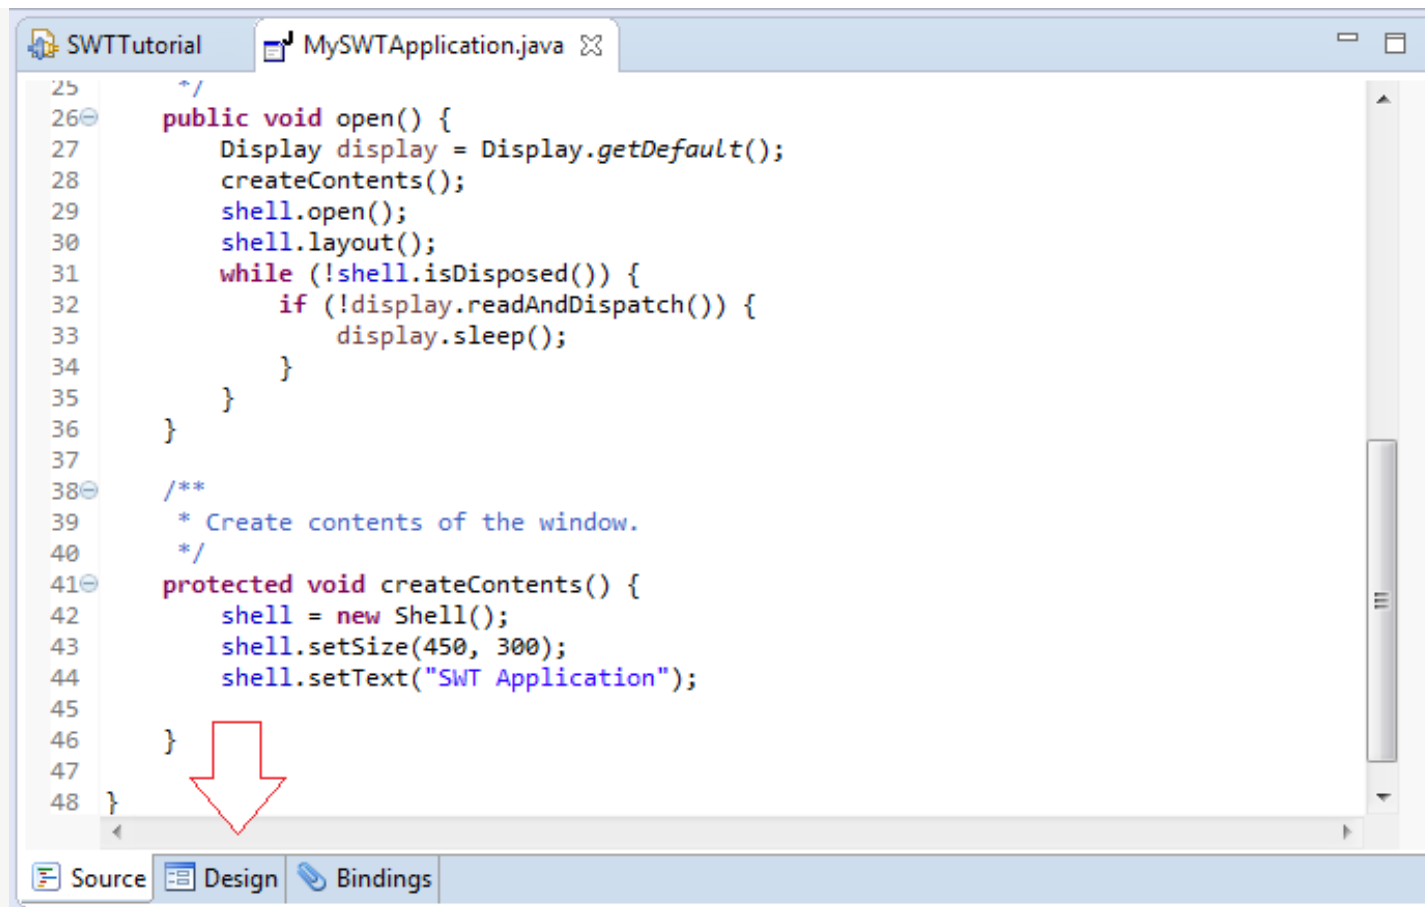 SWTTutorial MySWTApplication.java
25 */
26 public void open() {
27 Display display = Display.getDefault();
28 createContents();
29 shell.open();
30 shell.layout();
31 while (!shell.isDisposed()) {
32 if (!display.readAndDispatch()) {
33 display.sleep();
34 }
35 }
36 }
37
38 /**
39 * Create contents of the window.
40 */
41 protected void createContents() {
42 shell = new Shell();
43 shell.setSize(450, 300);
44 shell.setText("SWT Application");
45
46 }
47
48 }
Source Design Bindings